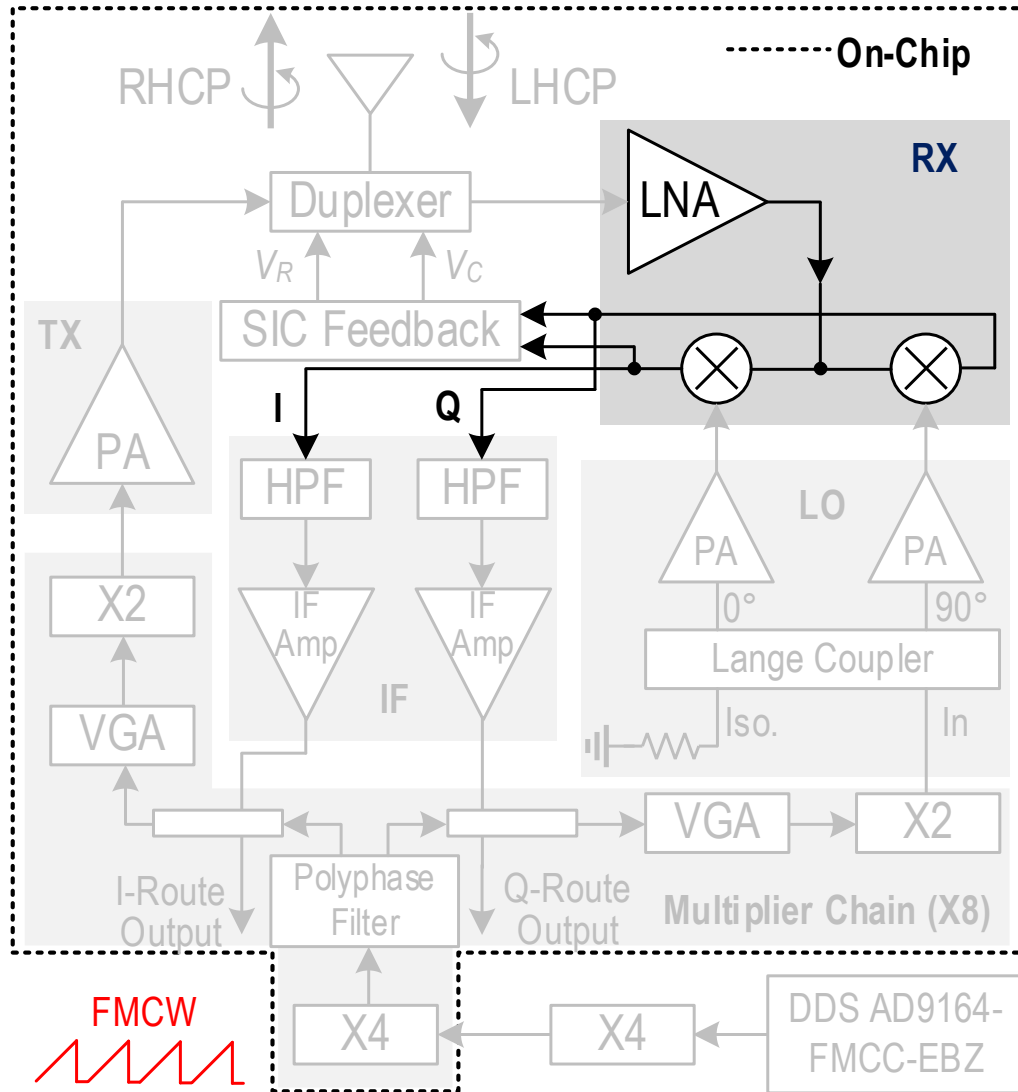 On-Chip
RHCP
LHCP
RX
Duplexer
LNA
V_R
V_C
TX
SIC Feedback
I
Q
PA
HPF
HPF
LO
PA
PA
X2
IF
Amp
IF
Amp
0°
90°
Lange Coupler
IF
VGA
Iso.
In
VGA
X2
I-Route
Output
Polyphase
Filter
Q-Route
Output
Multiplier Chain (X8)
FMCW
X4
X4
DDS AD9164-
FMCC-EBZ